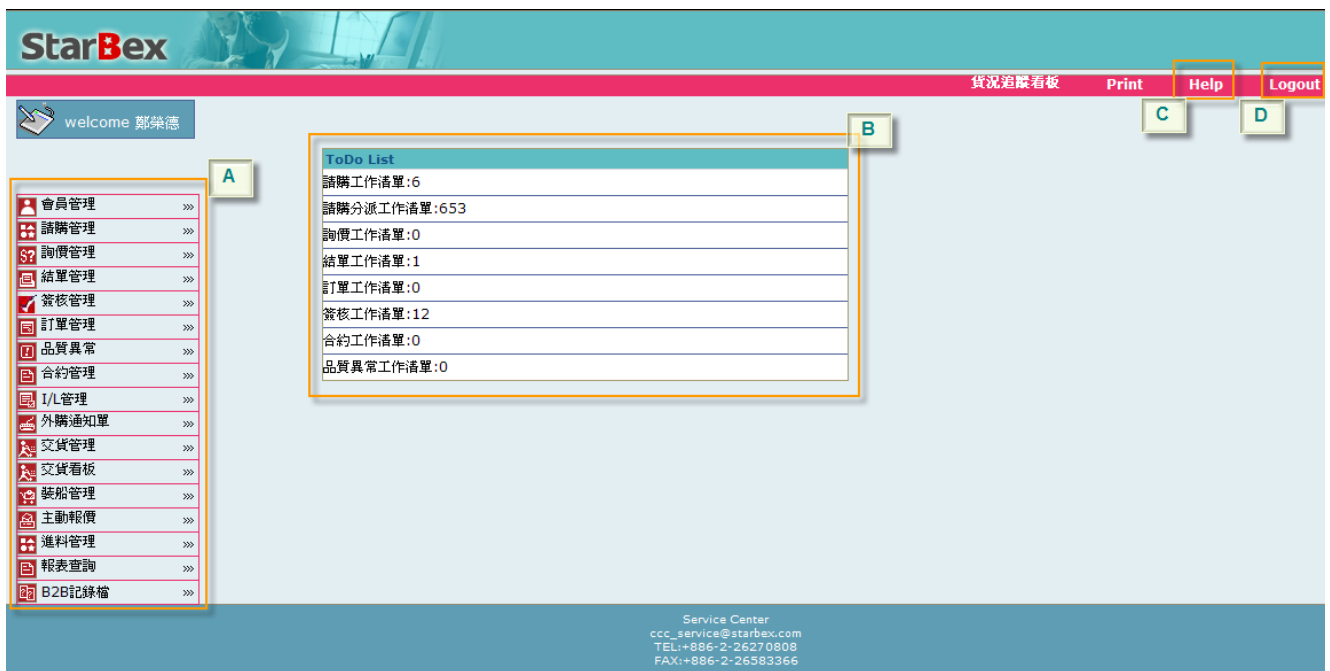 StarBex
貨況追蹤看板 Print Help Logout
C D
welcome 鄭榮德
B
A
ToDo List
請購工作清單:6
請購分派工作清單:653
詢價工作清單:0
結單工作清單:1
訂單工作清單:0
簽核工作清單:12
合約工作清單:0
品質異常工作清單:0
會員管理
請購管理
詢價管理
結單管理
簽核管理
訂單管理
品質異常
合約管理
I/L管理
外購通知單
交貨管理
交貨看板
裝船管理
主動報價
進料管理
報表查詢
B2B記錄檔
Service Center
ccc_service@starbex.com
TEL:+886-2-26270808
FAX:+886-2-26583366